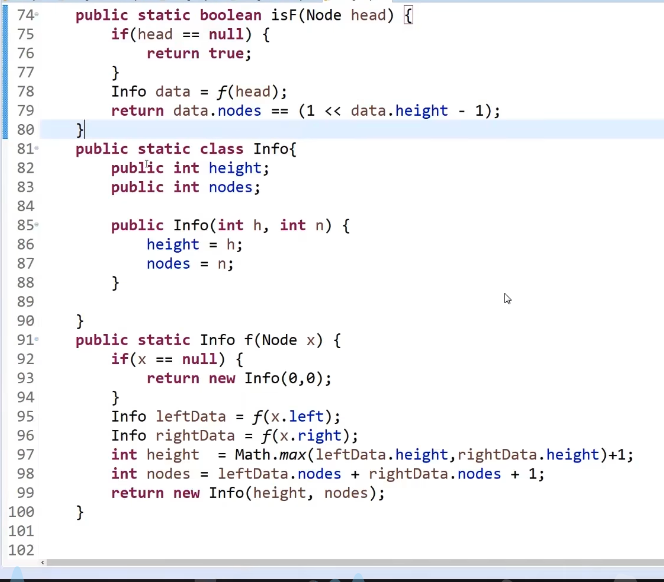 74 public static boolean isF(Node head) {
75 if(head == null) {
76 return true;
77 }
78 Info data = f(head);
79 return data.nodes == (1 << data.height - 1);
80 }
81 public static class Info{
82 public int height;
83 public int nodes;
84
85 public Info(int h, int n) {
86 height = h;
87 nodes = n;
88 }
89
90 }
91 public static Info f(Node x) {
92 if(x == null) {
93 return new Info(0,0);
94 }
95 Info leftData = f(x.left);
96 Info rightData = f(x.right);
97 int height  = Math.max(leftData.height,rightData.height)+1;
98 int nodes = leftData.nodes + rightData.nodes + 1;
99 return new Info(height, nodes);
100 }
101
102